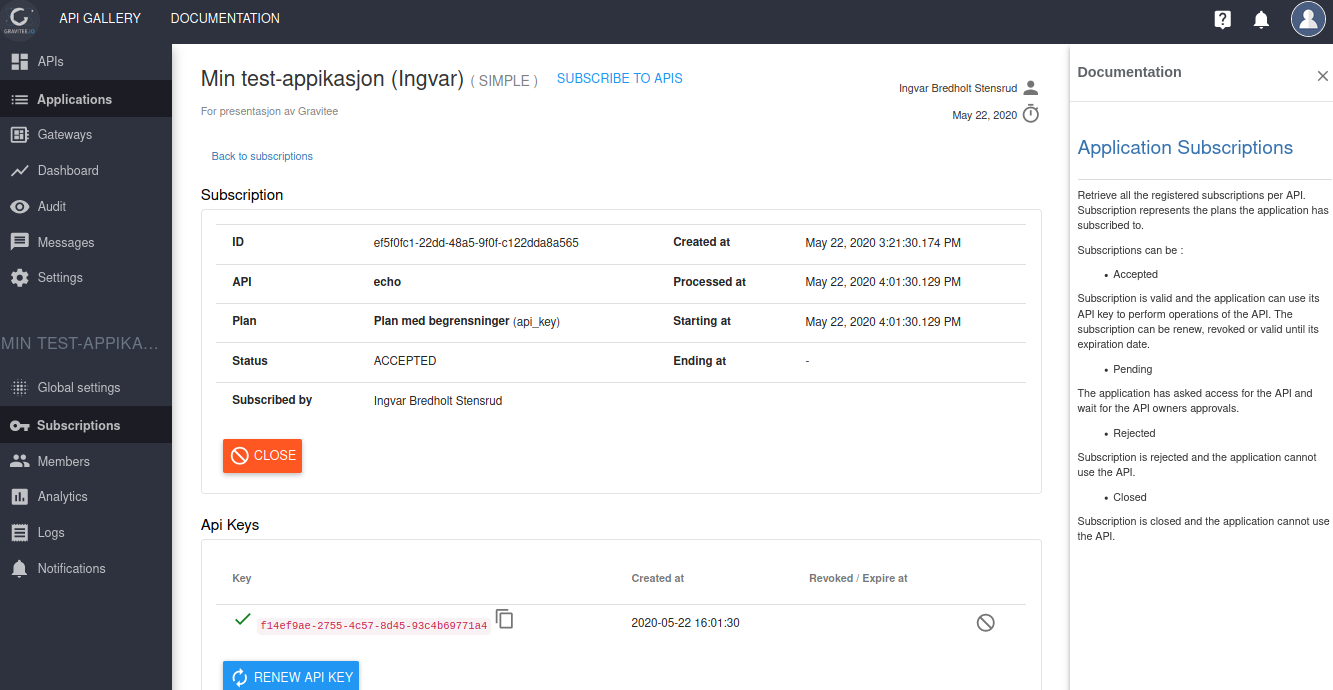 GRAVITEE.IO
API GALLERY
DOCUMENTATION
APIs
Applications
Gateways
Dashboard
Audit
Messages
Settings
MIN TEST-APPIKA...
Global settings
Subscriptions
Members
Analytics
Logs
Notifications
Min test-appikasjon (Ingvar) ( SIMPLE ) SUBSCRIBE TO APIS
For presentasjon av Gravitee
Ingvar Bredholt Stensrud
May 22, 2020
Back to subscriptions
Subscription
ID ef5f0fc1-22dd-48a5-9f0f-c122dda8a565 Created at May 22, 2020 3:21:30.174 PM
API echo Processed at May 22, 2020 4:01:30.129 PM
Plan Plan med begrensninger (api_key) Starting at May 22, 2020 4:01:30.129 PM
Status ACCEPTED Ending at -
Subscribed by Ingvar Bredholt Stensrud
CLOSE
Api Keys
Key Created at Revoked / Expire at
f14ef9ae-2755-4c57-8d45-93c4b69771a4 2020-05-22 16:01:30
RENEW API KEY
Documentation
Application Subscriptions
Retrieve all the registered subscriptions per API.
Subscription represents the plans the application has
subscribed to.
Subscriptions can be :
• Accepted
Subscription is valid and the application can use its
API key to perform operations of the API. The
subscription can be renew, revoked or valid until its
expiration date.
• Pending
The application has asked access for the API and
wait for the API owners approvals.
• Rejected
Subscription is rejected and the application cannot
use the API.
• Closed
Subscription is closed and the application cannot use
the API.